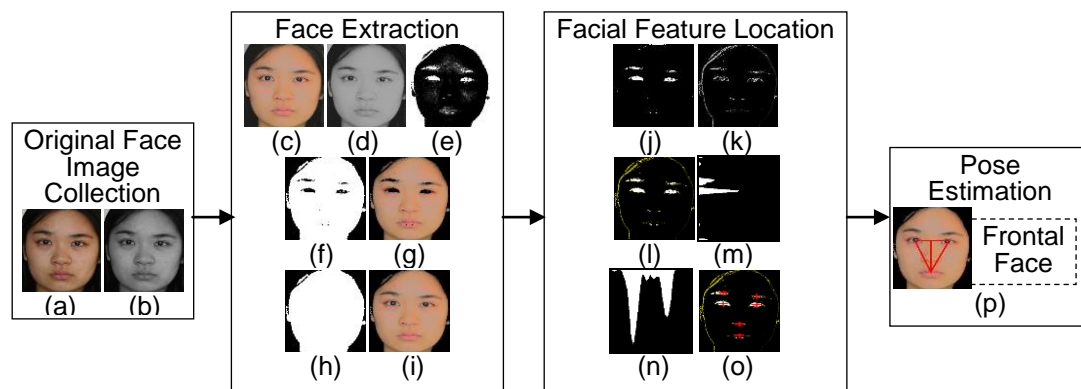 Original Face
Image
Collection
(a) (b)
Face Extraction
(c) (d) (e)
(f) (g)
(h) (i)
Facial Feature Location
(j) (k)
(l) (m)
(n) (o)
Pose
Estimation
Frontal
Face
(p)